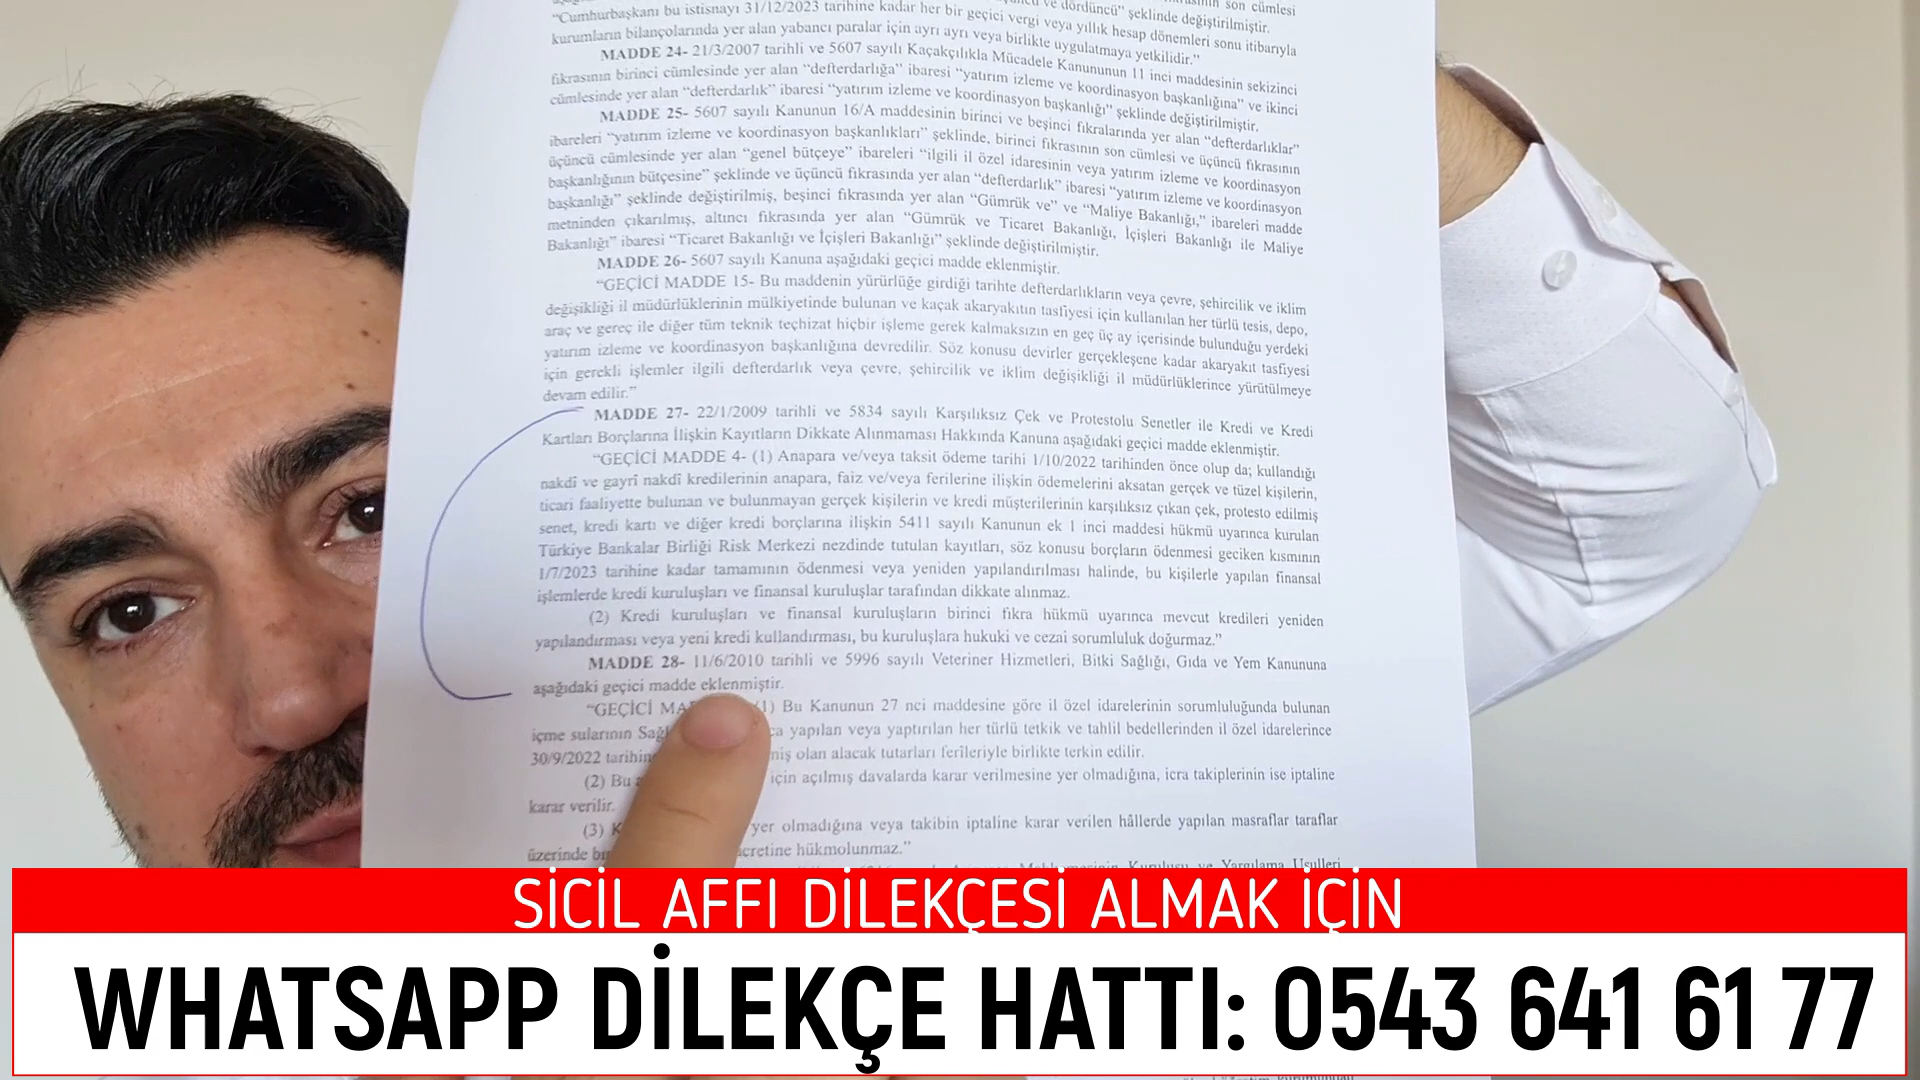 son cümlesi
dördüncü” şeklinde değiştirilmiştir.
“Cumhurbaşkanı bu istisnayı 31/12/2023 tarihine kadar her bir geçici vergi veya yıllık hesap dönemleri sonu itibarıyla
kurumların bilançolarında yer alan yabancı paralar için ayrı ayrı veya birlikte uygulatmaya yetkilidir.”
MADDE 24- 21/3/2007 tarihli ve 5607 sayılı Kaçakçılıkla Mücadele Kanununun 11 inci maddesinin sekizinci
fıkrasının birinci cümlesinde yer alan “defterdarlığa” ibaresi “yatırım izleme ve koordinasyon başkanlığına” ve ikinci
cümlesinde yer alan “defterdarlık” ibaresi “yatırım izleme ve koordinasyon başkanlığı” şeklinde değiştirilmiştir.
MADDE 25- 5607 sayılı Kanunun 16/A maddesinin birinci ve beşinci fıkralarında yer alan “defterdarlıklar”
ibareleri “yatırım izleme ve koordinasyon başkanlıkları” şeklinde, birinci fıkrasının son cümlesi ve üçüncü fıkrasının
üçüncü cümlesinde yer alan “genel bütçeye” ibareleri “ilgili il özel idaresinin veya yatırım izleme ve koordinasyon
başkanlığının bütçesine” şeklinde ve üçüncü fıkrasında yer alan “defterdarlık” ibaresi “yatırım izleme ve koordinasyon
başkanlığı” şeklinde değiştirilmiş, beşinci fıkrasında yer alan “Gümrük ve” ve “Maliye Bakanlığı,” ibareleri madde
metninden çıkarılmış, altıncı fıkrasında yer alan “Gümrük ve Ticaret Bakanlığı, İçişleri Bakanlığı ile Maliye
Bakanlığı” ibaresi “Ticaret Bakanlığı ve İçişleri Bakanlığı” şeklinde değiştirilmiştir.
MADDE 26- 5607 sayılı Kanuna aşağıdaki geçici madde eklenmiştir.
“GEÇİCİ MADDE 15- Bu maddenin yürürlüğe girdiği tarihte defterdarlıkların veya çevre, şehircilik ve iklim
değişikliği il müdürlüklerinin mülkiyetinde bulunan ve kaçak akaryakıtın tasfiyesi için kullanılan her türlü tesis, depo,
araç ve gereç ile diğer tüm teknik teçhizat hiçbir işleme gerek kalmaksızın en geç üç ay içerisinde bulunduğu yerdeki
yatırım izleme ve koordinasyon başkanlığına devredilir. Söz konusu devirler gerçekleşene kadar akaryakıt tasfiyesi
için gerekli işlemler ilgili defterdarlık veya çevre, şehircilik ve iklim değişikliği il müdürlüklerince yürütülmeye
devam edilir.”
MADDE 27- 22/1/2009 tarihli ve 5834 sayılı Karşılıksız Çek ve Protestolu Senetler ile Kredi ve Kredi
Kartları Borçlarına İlişkin Kayıtların Dikkate Alınmaması Hakkında Kanuna aşağıdaki geçici madde eklenmiştir.
“GEÇİCİ MADDE 4- (1) Anapara ve/veya taksit ödeme tarihi 1/10/2022 tarihinden önce olup da; kullandığı
nakdî ve gayrî nakdî kredilerinin anapara, faiz ve/veya ferilerine ilişkin ödemelerini aksatan gerçek ve tüzel kişilerin,
ticari faaliyette bulunan ve bulunmayan gerçek kişilerin ve kredi müşterilerinin karşılıksız çıkan çek, protesto edilmiş
senet, kredi kartı ve diğer kredi borçlarına ilişkin 5411 sayılı Kanunun ek 1 inci maddesi hükmü uyarınca kurulan
Türkiye Bankalar Birliği Risk Merkezi nezdinde tutulan kayıtları, söz konusu borçların ödenmesi geciken kısmının
1/7/2023 tarihine kadar tamamının ödenmesi veya yeniden yapılandırılması halinde, bu kişilerle yapılan finansal
işlemlerde kredi kuruluşları ve finansal kuruluşlar tarafından dikkate alınmaz.
(2) Kredi kuruluşları ve finansal kuruluşların birinci fıkra hükmü uyarınca mevcut kredileri yeniden
yapılandırması veya yeni kredi kullandırması, bu kuruluşlara hukuki ve cezai sorumluluk doğurmaz.”
MADDE 28- 11/6/2010 tarihli ve 5996 sayılı Veteriner Hizmetleri, Bitki Sağlığı, Gıda ve Yem Kanununa
aşağıdaki geçici madde eklenmiştir.
“GEÇİCİ (1) Bu Kanunun 27 nci maddesine göre il özel idarelerinin sorumluluğunda bulunan
içme sularının yapılan veya yaptırılan her türlü tetkik ve tahlil bedellerinden il özel idarelerince
30/9/2022 olan alacak tutarları ferîleriyle birlikte terkin edilir.
(2) Bu için açılmış davalarda karar verilmesine yer olmadığına, icra takiplerinin ise iptaline
karar verilir.
(3) yer olmadığına veya takibin iptaline karar verilen hâllerde yapılan masraflar taraflar
üzerinde hükmolunmaz.”
Kuruluşu ve Yargılama Usulleri
SİCİL AFFI DİLEKÇESİ ALMAK İÇİN
WHATSAPP DİLEKÇE HATTI: 0543 641 61 77